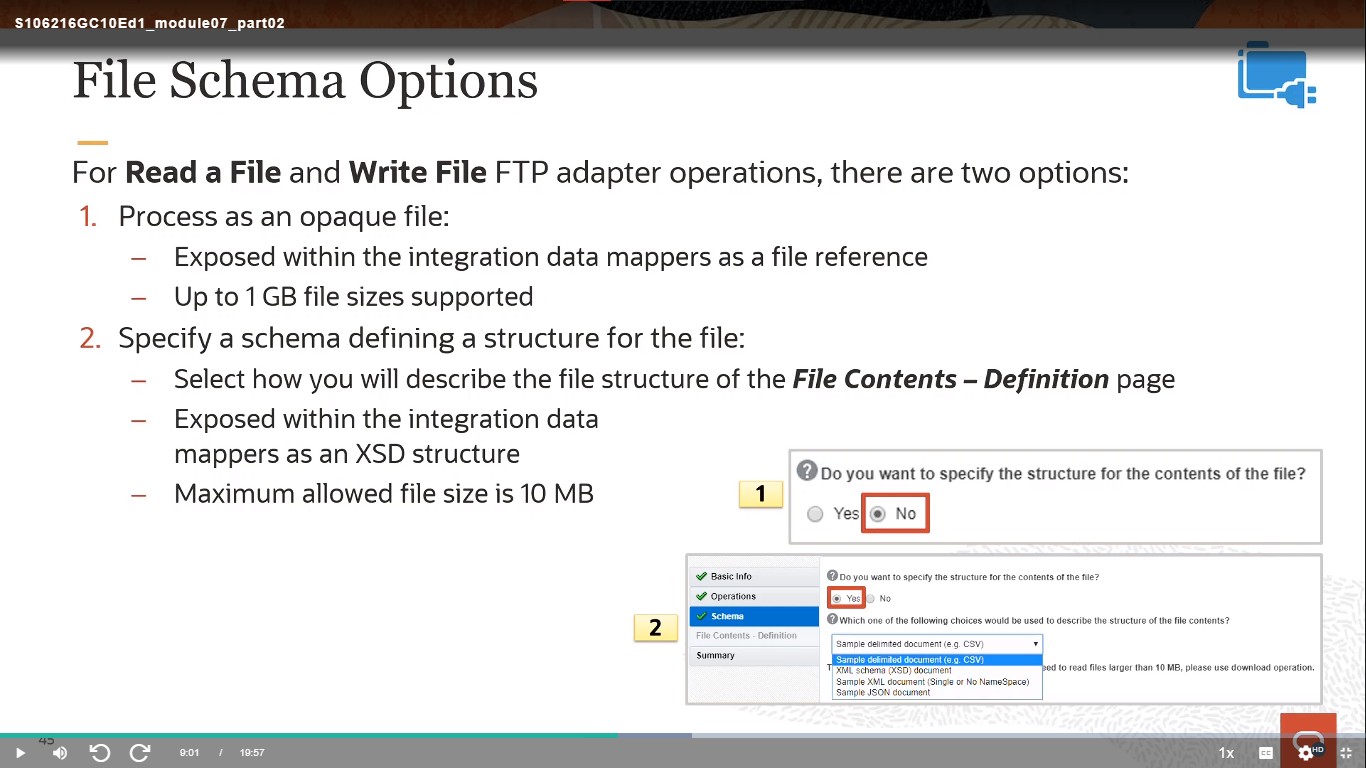 S106216GC10Ed1_module07_part02
File Schema Options
For Read a File and Write File FTP adapter operations, there are two options:
1. Process as an opaque file:
– Exposed within the integration data mappers as a file reference
– Up to 1 GB file sizes supported
2. Specify a schema defining a structure for the file:
– Select how you will describe the file structure of the File Contents – Definition page
– Exposed within the integration data
mappers as an XSD structure
– Maximum allowed file size is 10 MB
1
? Do you want to specify the structure for the contents of the file?
Yes No
2
Basic Info
Operations
Schema
File Contents - Definition
Summary
? Do you want to specify the structure for the contents of the file?
Yes No
? Which one of the following choices would be used to describe the structure of the file contents?
Sample delimited document (e.g. CSV)
Sample delimited document (e.g. CSV)
XML schema (XSD) document
Sample XML document (Single or No NameSpace)
Sample JSON document
to read files larger than 10 MB, please use download operation.
45
9:01 / 19:57
1x
CC
HD